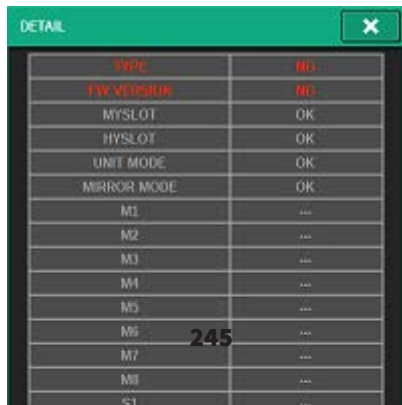 DETAIL
TYPE NG
FW VERSION NG
MYSLOT OK
HYSLOT OK
UNIT MODE OK
MIRROR MODE OK
M1 ---
M2 ---
M3 ---
M4 ---
M5 ---
M6 ---
245
M7 ---
M8 ---
S1 ---